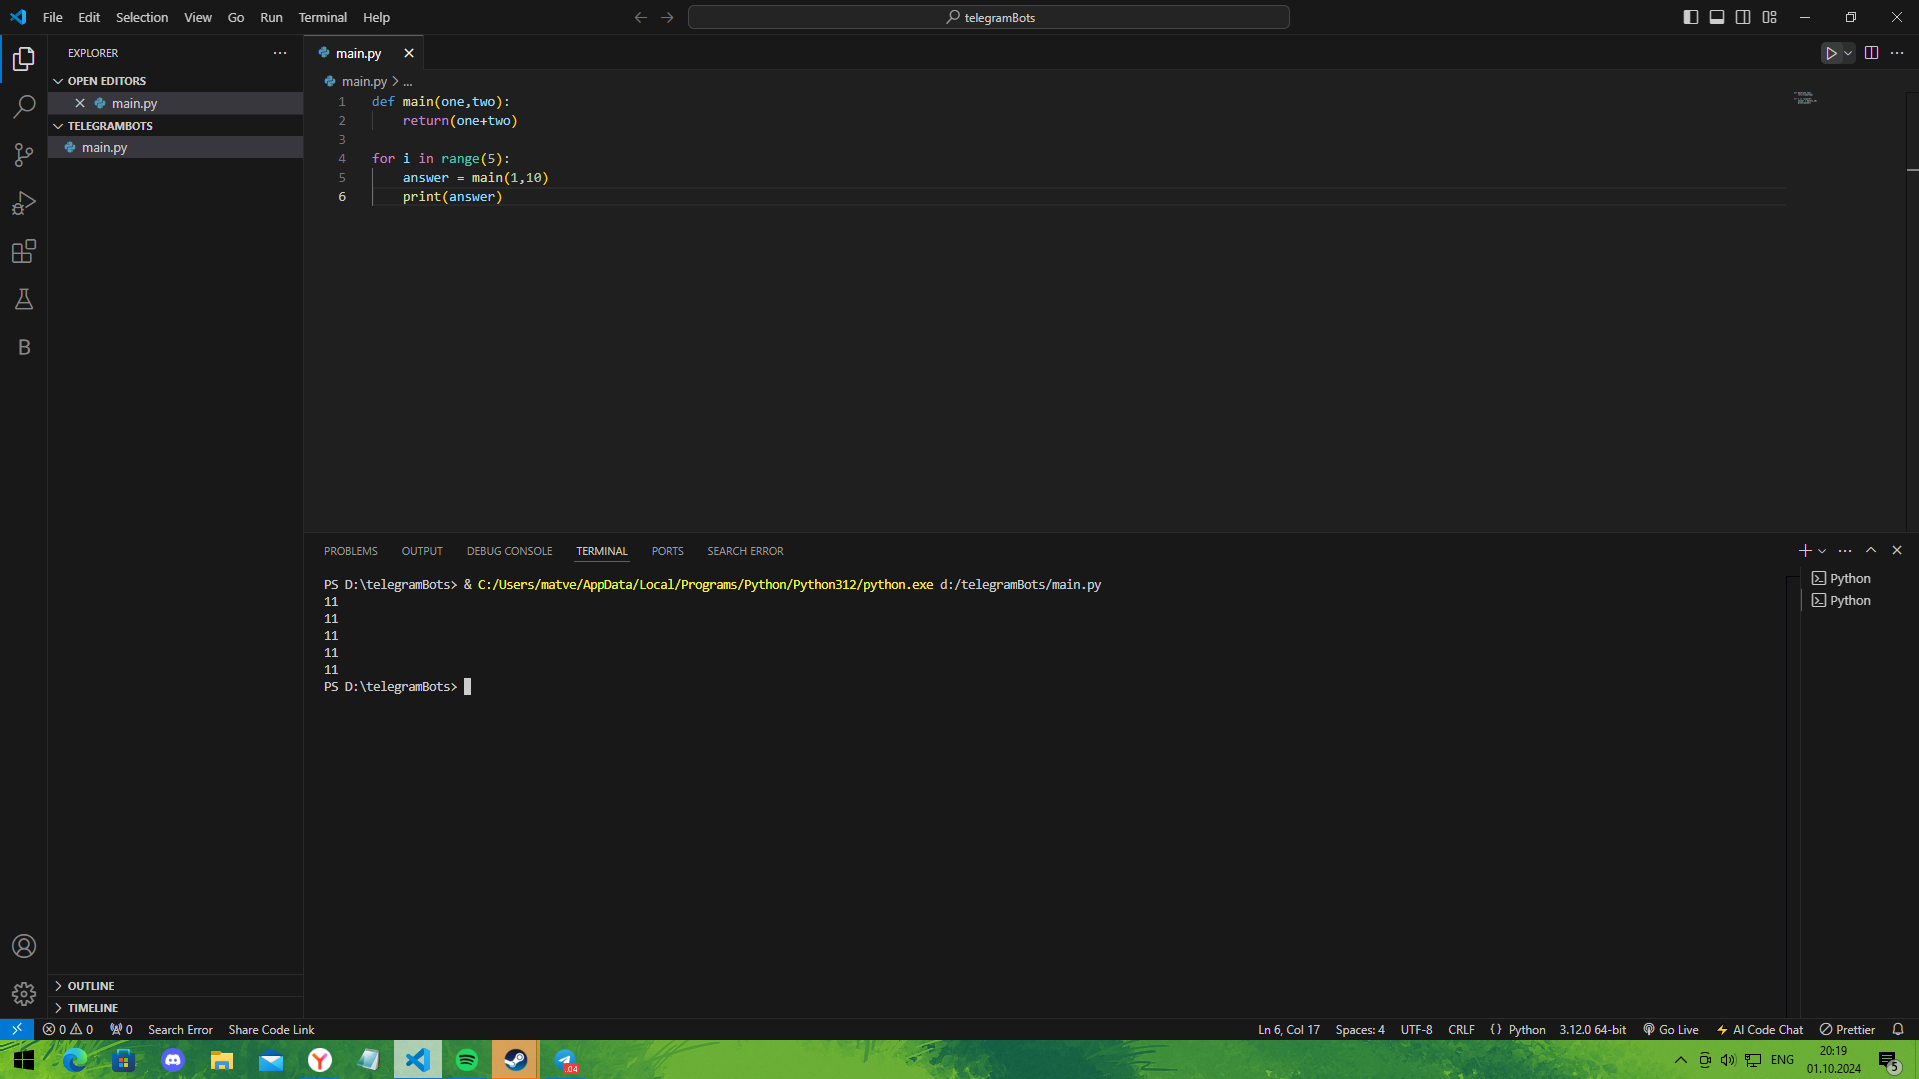 File Edit Selection View Go Run Terminal Help
telegramBots
EXPLORER
OPEN EDITORS
main.py
TELEGRAMBOTS
main.py
B
OUTLINE
TIMELINE
main.py
main.py > ...
1 def main(one,two):
2     return(one+two)
3
4 for i in range(5):
5     answer = main(1,10)
6     print(answer)
PROBLEMS OUTPUT DEBUG CONSOLE TERMINAL PORTS SEARCH ERROR
PS D:\telegramBots> & C:/Users/matve/AppData/Local/Programs/Python/Python312/python.exe d:/telegramBots/main.py
11
11
11
11
11
PS D:\telegramBots>
Python
Python
0 0 0 Search Error Share Code Link Ln 6, Col 17 Spaces: 4 UTF-8 CRLF {} Python 3.12.0 64-bit Go Live AI Code Chat Prettier
.04 ENG 20:19
01.10.2024 5